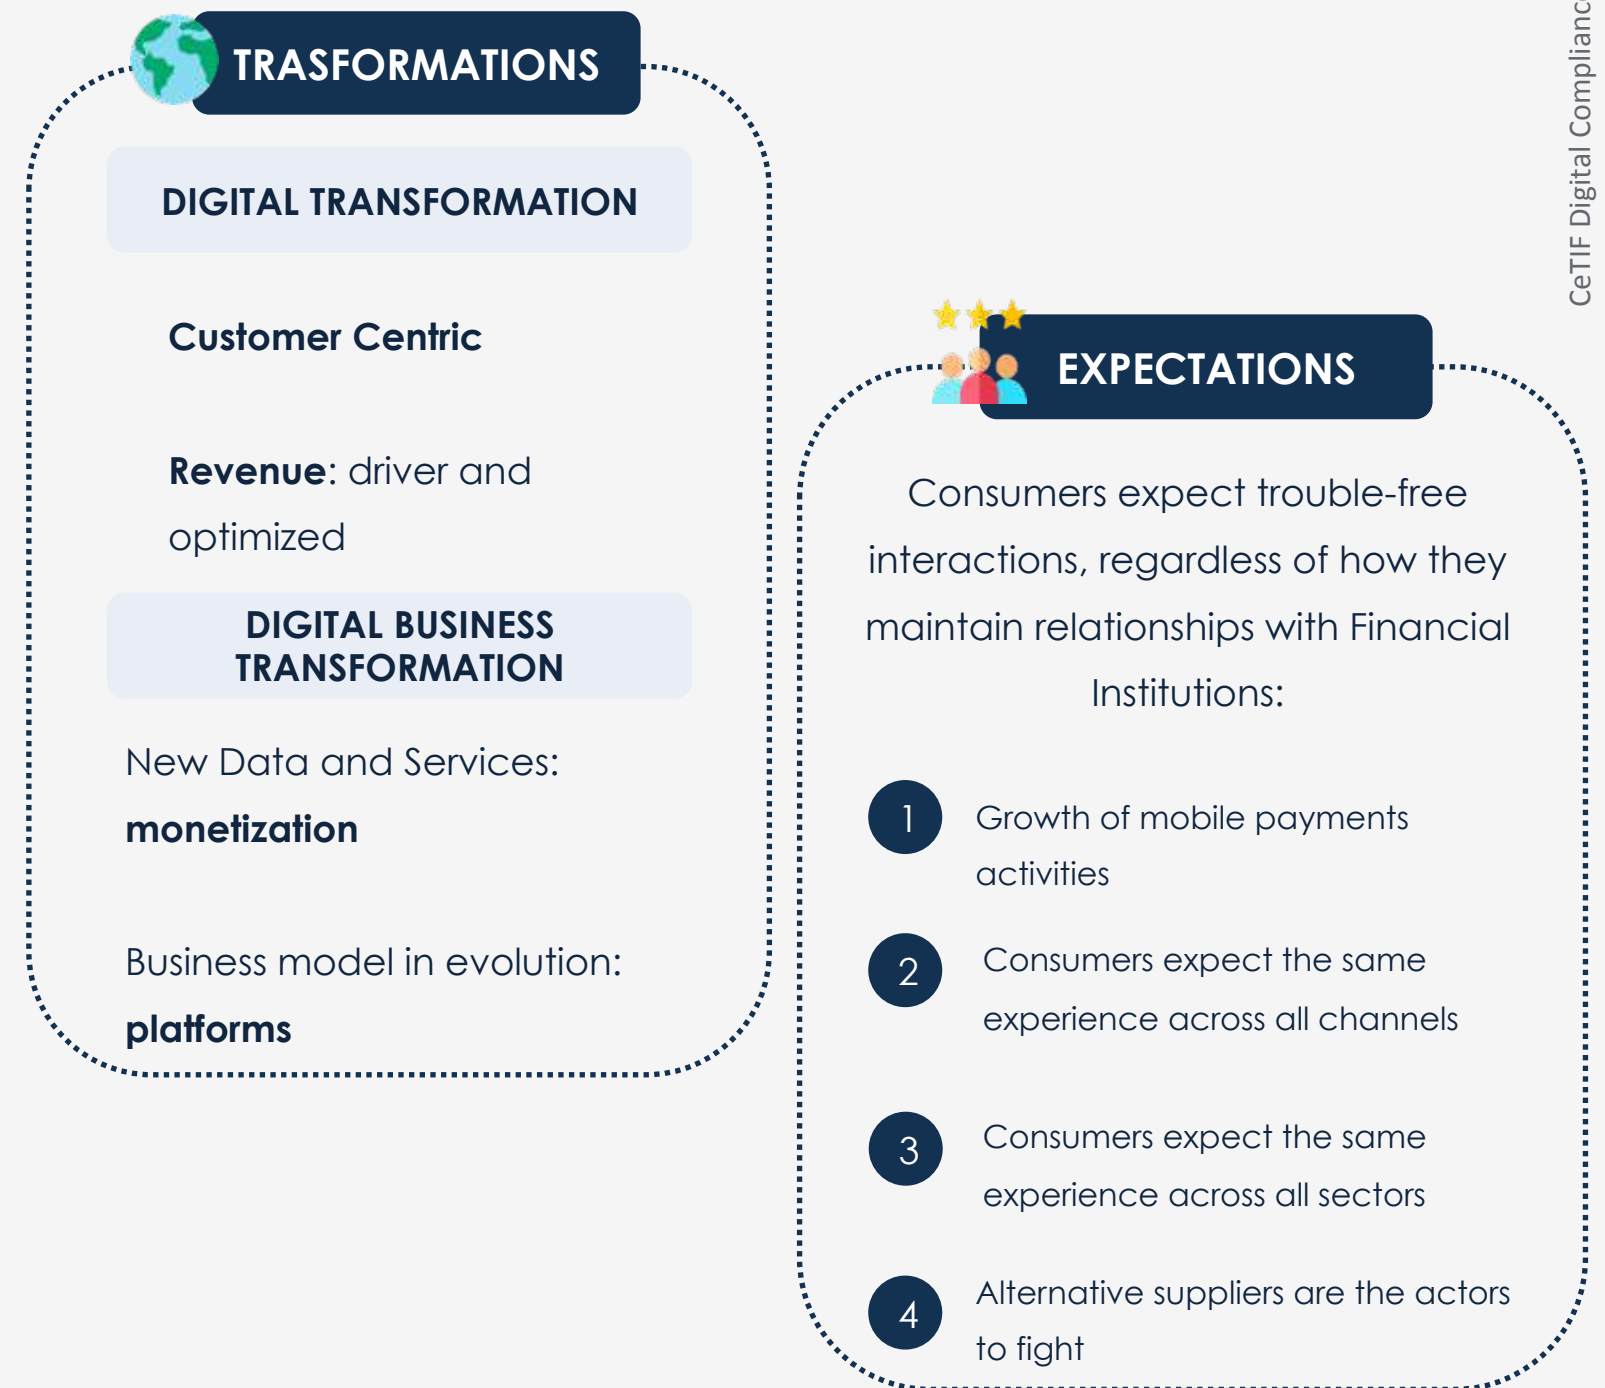 TRASFORMATIONS
DIGITAL TRANSFORMATION
Customer Centric
Revenue: driver and
optimized
DIGITAL BUSINESS
TRANSFORMATION
New Data and Services:
monetization
Business model in evolution:
platforms
EXPECTATIONS
Consumers expect trouble-free
interactions, regardless of how they
maintain relationships with Financial
Institutions:
1 Growth of mobile payments
activities
2 Consumers expect the same
experience across all channels
3 Consumers expect the same
experience across all sectors
4 Alternative suppliers are the actors
to fight
CeTIF Digital